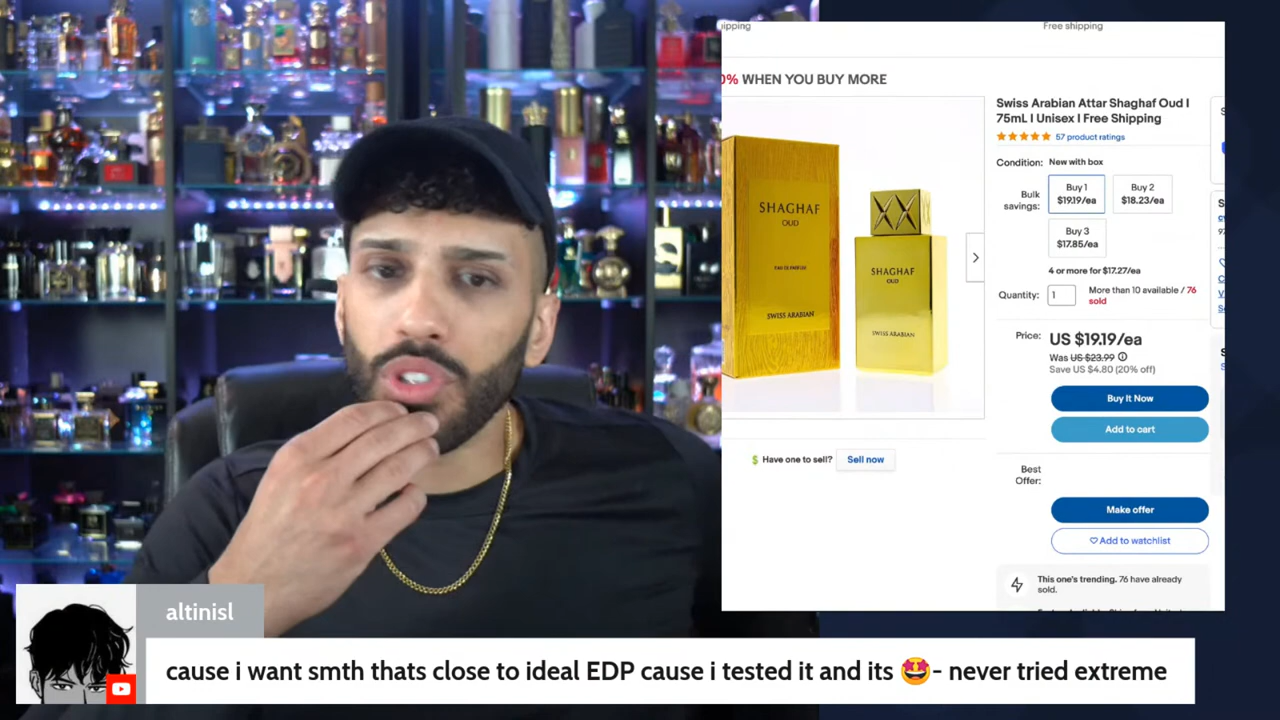 Free shipping
WHEN YOU BUY MORE
Swiss Arabian Attar Shaghaf Oud I
75mL I Unisex I Free Shipping
57 product ratings
Condition: New with box
Bulk
savings:
Buy 1
$19.19/ea
Buy 2
$18.23/ea
Buy 3
$17.85/ea
4 or more for $17.27/ea
Quantity: 1
More than 10 available / 76
sold
Price: US $19.19/ea
Was US $23.99
Save US $4.80 (20% off)
Buy It Now
Add to cart
Have one to sell? Sell now
Best
Offer:
Make offer
Add to watchlist
This one's trending. 76 have already
sold.
SHAGHAF
OUD
EAU DE PARFUM
SWISS ARABIAN
SHAGHAF
OUD
SWISS ARABIAN
altinisl
cause i want smth thats close to ideal EDP cause i tested it and its 🤩- never tried extreme